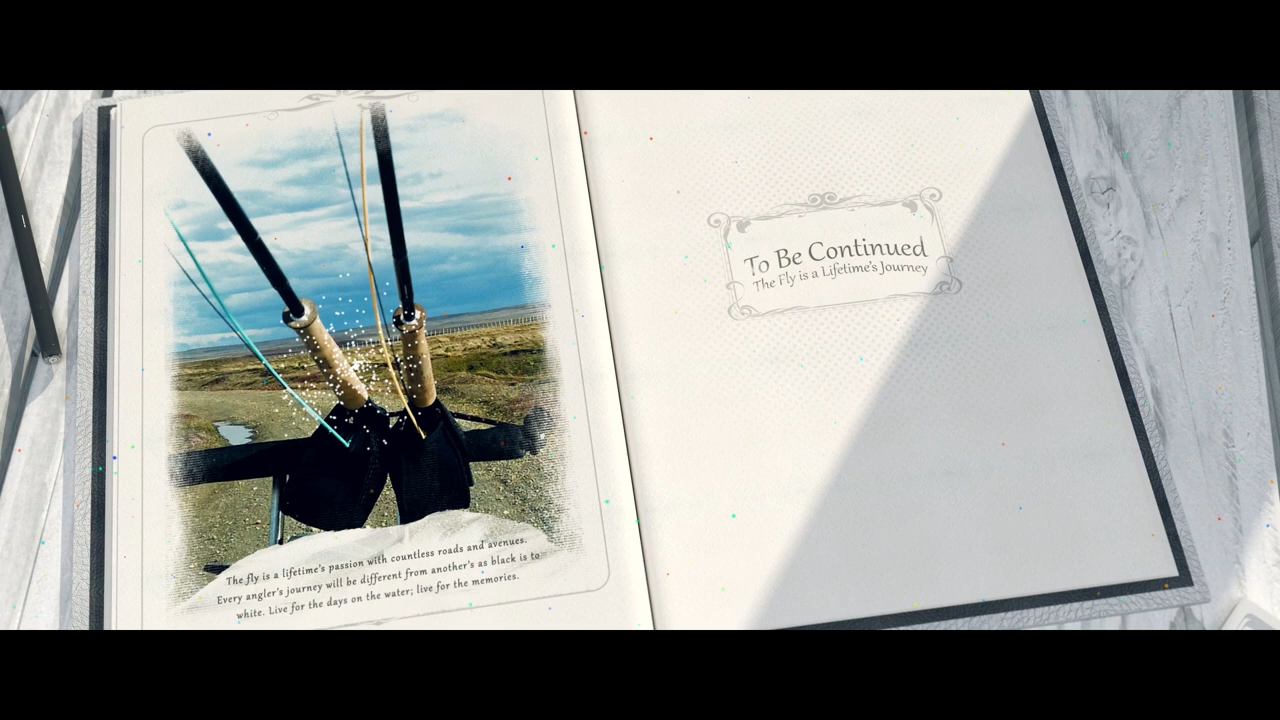 The fly is a lifetime's passion with countless roads and avenues.
Every angler's journey will be different from another's as black is to
white. Live for the days on the water; live for the memories.
To Be Continued
The Fly is a Lifetime's Journey